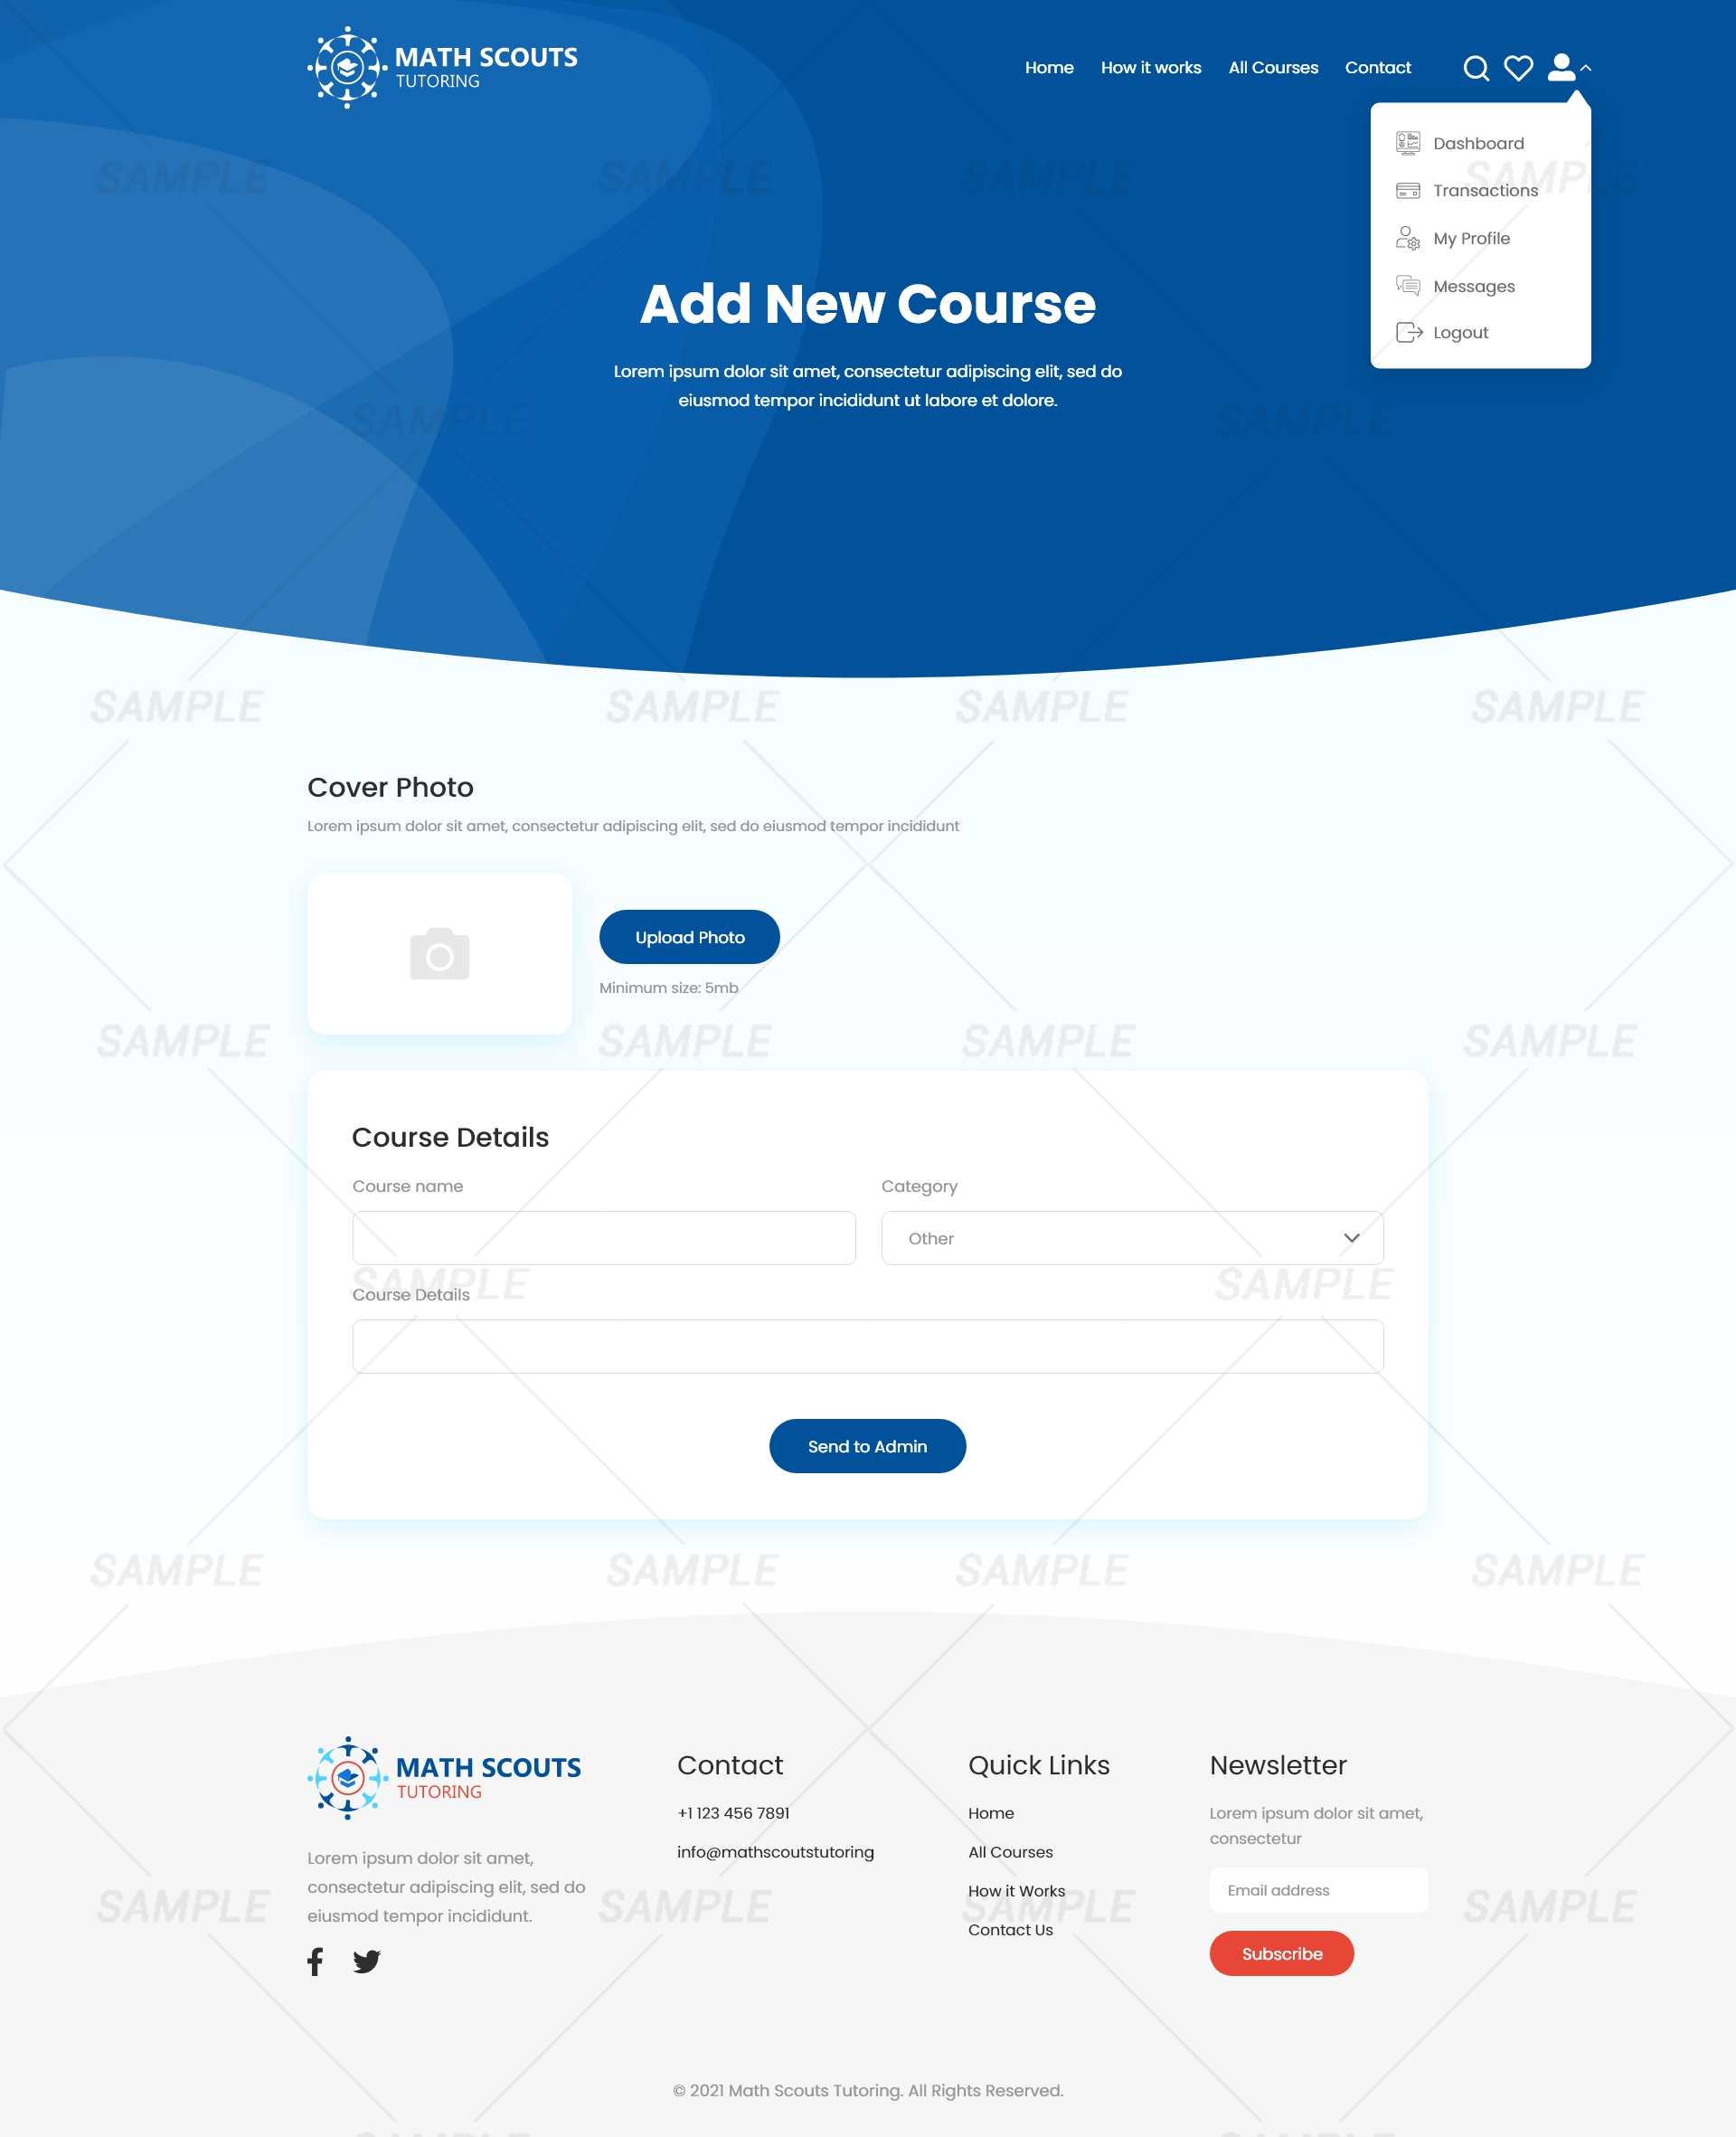 MATH SCOUTS
TUTORING
Home How it works All Courses Contact
Dashboard
Transactions
My Profile
Messages
Logout
Add New Course
Lorem ipsum dolor sit amet, consectetur adipiscing elit, sed do
eiusmod tempor incididunt ut labore et dolore.
SAMPLE SAMPLE SAMPLE SAMPLE
SAMPLE SAMPLE
SAMPLE SAMPLE SAMPLE SAMPLE
Cover Photo
Lorem ipsum dolor sit amet, consectetur adipiscing elit, sed do eiusmod tempor incididunt
Upload Photo
Minimum size: 5mb
SAMPLE SAMPLE SAMPLE SAMPLE
Course Details
Course name
Category
Other
SAMPLE SAMPLE
Course Details
Send to Admin
SAMPLE SAMPLE SAMPLE SAMPLE
MATH SCOUTS
TUTORING
Lorem ipsum dolor sit amet,
consectetur adipiscing elit, sed do
eiusmod tempor incididunt.
Contact
+1 123 456 7891
info@mathscoutstutoring
Quick Links
Home
All Courses
How it Works
Contact Us
Newsletter
Lorem ipsum dolor sit amet,
consectetur
Email address
Subscribe
SAMPLE SAMPLE SAMPLE SAMPLE
© 2021 Math Scouts Tutoring. All Rights Reserved.